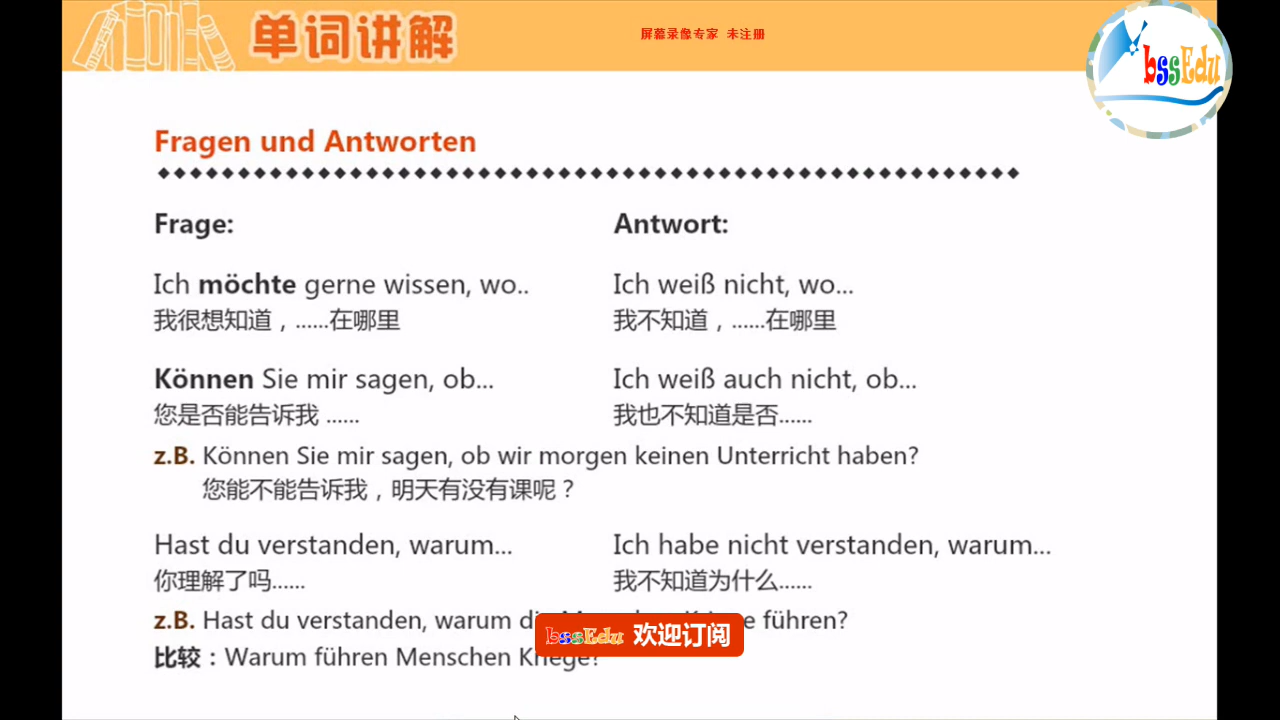 单词讲解
屏幕录像专家 未注册
bssEdu
Fragen und Antworten
Frage:
Antwort:
Ich möchte gerne wissen, wo..
Ich weiß nicht, wo...
我很想知道，......在哪里
我不知道，......在哪里
Können Sie mir sagen, ob...
Ich weiß auch nicht, ob...
您是否能告诉我 ......
我也不知道是否......
z.B. Können Sie mir sagen, ob wir morgen keinen Unterricht haben?
您能不能告诉我，明天有没有课呢？
Hast du verstanden, warum...
Ich habe nicht verstanden, warum...
你理解了吗......
我不知道为什么......
z.B. Hast du verstanden, warum führen?
bssEdu 欢迎订阅
比较：Warum führen Menschen Kriege?